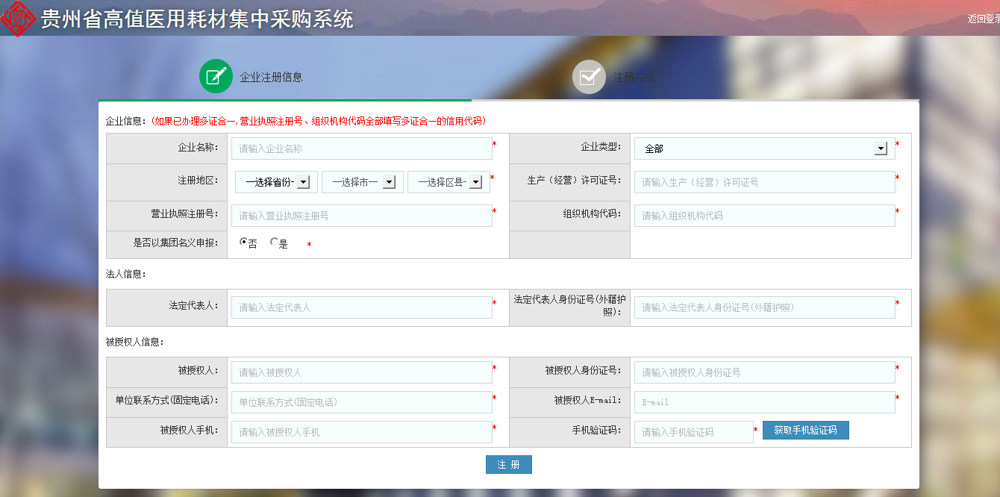 贵州省高值医用耗材集中采购系统
返回登录
企业注册信息
注册完成
企业信息：(如果已办理多证合一,营业执照注册号、组织机构代码全部填写多证合一的信用代码)
企业名称： 请输入企业名称 * 企业类型： 全部 *
注册地区： 一选择省份- 一选择市一 一选择区县- * 生产（经营）许可证号： 请输入生产（经营）许可证号 *
营业执照注册号： 请输入营业执照注册号 * 组织机构代码： 请输入组织机构代码 *
是否以集团名义申报： 否 是 *
法人信息：
法定代表人： 请输入法定代表人 * 法定代表人身份证号(外籍护
照)： 请输入法定代表人身份证号(外籍护照) *
被授权人信息：
被授权人： 请输入被授权人 * 被授权人身份证号： 请输入被授权人身份证号 *
单位联系方式(固定电话)： 单位联系方式(固定电话) * 被授权人E-mail： E-mail *
被授权人手机： 请输入被授权人手机 * 手机验证码： 请输入手机验证码 * 获取手机验证码
注 册